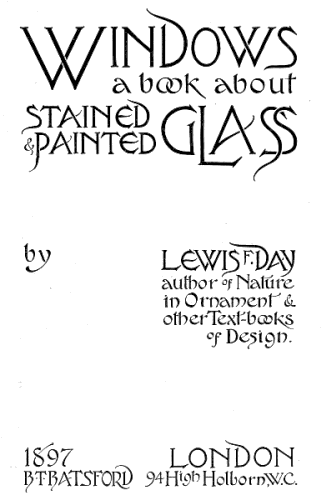 WINDOWS
a book about
STAINED
& PAINTED GLASS
by LEWIS F. DAY
author of Nature
in Ornament &
other Text-books
of Design.
1897 LONDON
B·T·BATSFORD 94 High Holborn, W.C.